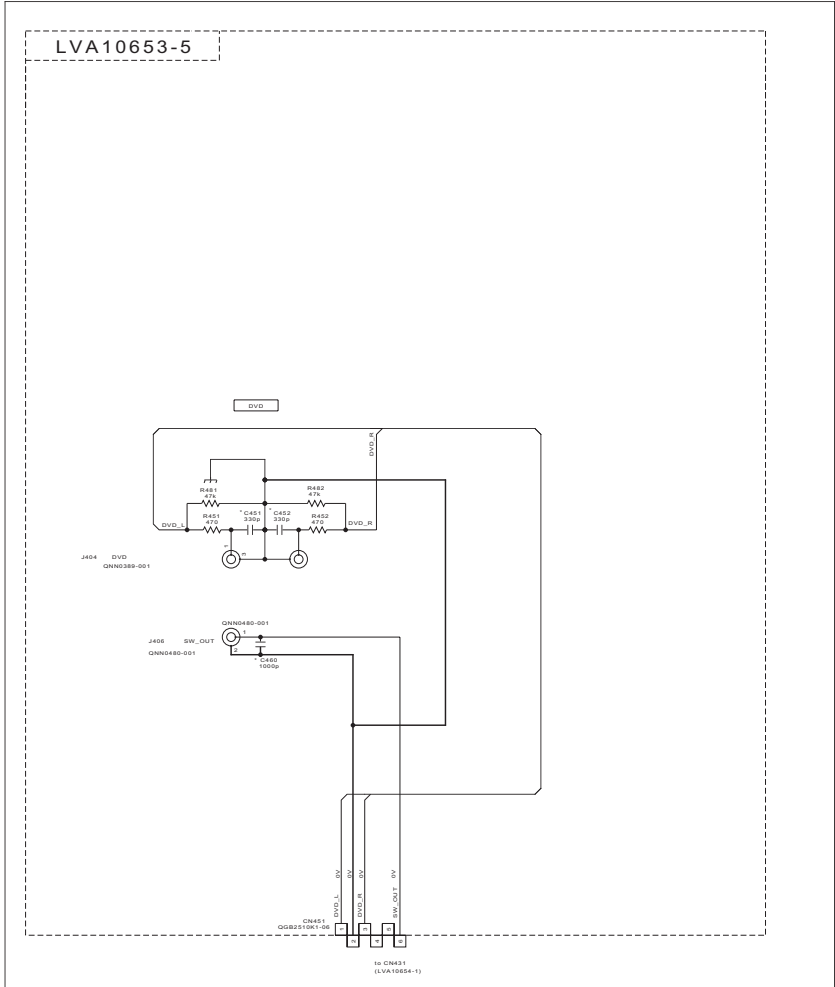 LVA10653-5
DVD
DVD_R
R481
47k
R482
47k
* C451
330p
* C452
330p
R451
470
R452
470
DVD_L
DVD_R
1
3
J404 DVD
QNN0389-001
QNN0480-001
1
J406 SW_OUT
2
QNN0480-001
* C460
1000p
0V
0V
0V
0V
DVD_L
DVD_R
SW_OUT
CN451
QGB2510K1-06
1
3
5
2
4
6
to CN431
(LVA10654-1)